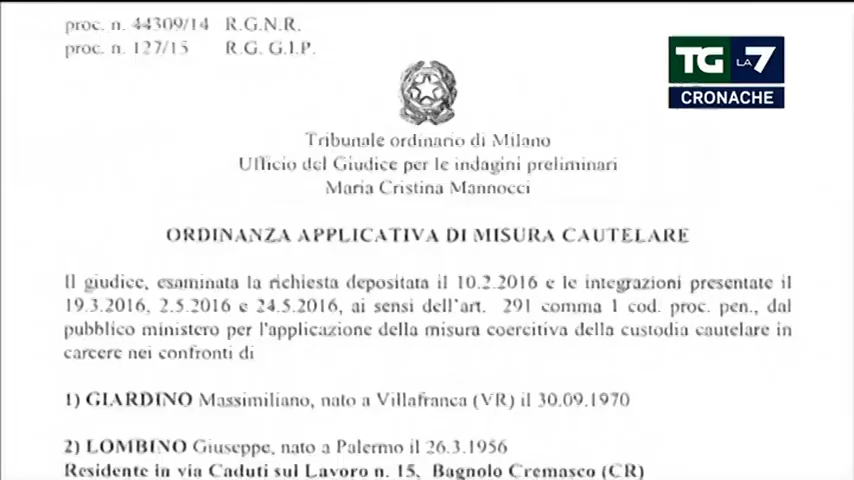 proc. n. 44309/14 R.G.N.R.
proc. n. 127/15 R.G. G.I.P.
TG LA 7
CRONACHE
Tribunale ordinario di Milano
Ufficio del Giudice per le indagini preliminari
Maria Cristina Mannocci
ORDINANZA APPLICATIVA DI MISURA CAUTELARE
Il giudice, esaminata la richiesta depositata il 10.2.2016 e le integrazioni presentate il
19.3.2016, 2.5.2016 e 24.5.2016, ai sensi dell'art. 291 comma 1 cod. proc. pen., dal
pubblico ministero per l'applicazione della misura coercitiva della custodia cautelare in
carcere nei confronti di
1) GIARDINO Massimiliano, nato a Villafranca (VR) il 30.09.1970
2) LOMBINO Giuseppe, nato a Palermo il 26.3.1956
Residente in via Caduti sul Lavoro n. 15, Bagnolo Cremasco (CR)